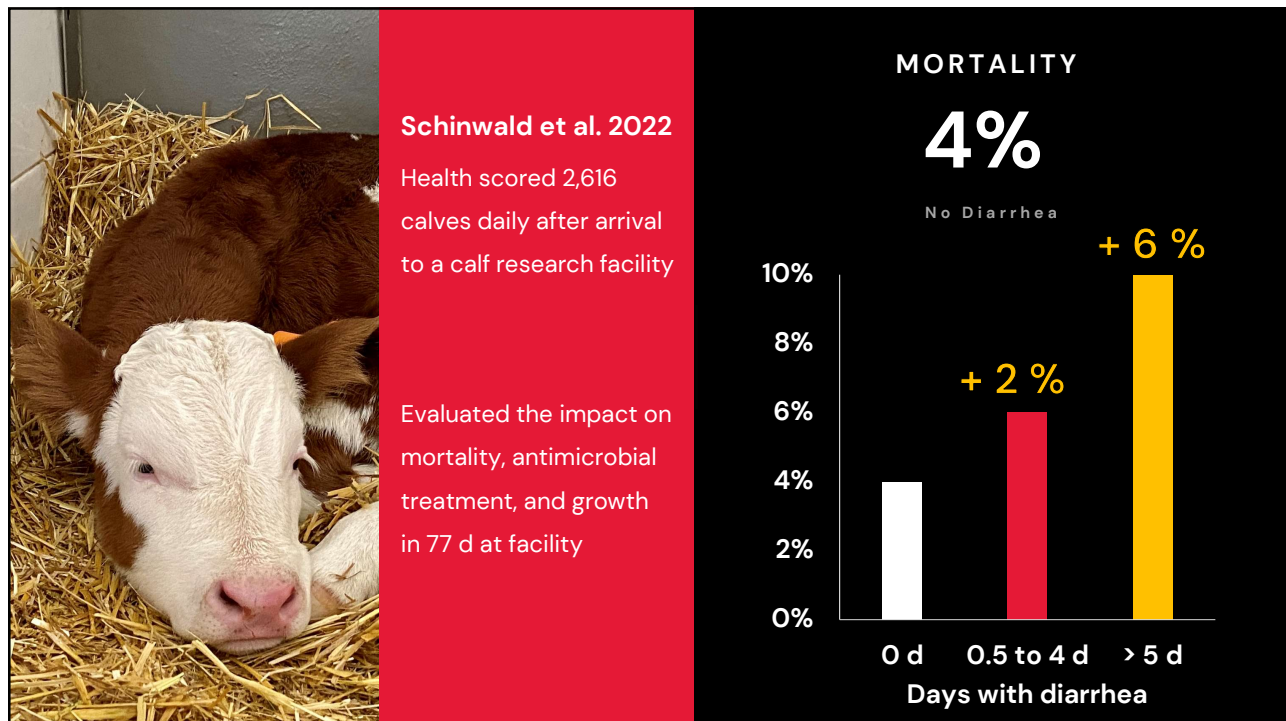 Schinwald et al. 2022
Health scored 2,616
calves daily after arrival
to a calf research facility
Evaluated the impact on
mortality, antimicrobial
treatment, and growth
in 77 d at facility
MORTALITY
4%
No Diarrhea
+ 6 %
10%
8%
+ 2 %
6%
4%
2%
0%
0 d 0.5 to 4 d > 5 d
Days with diarrhea